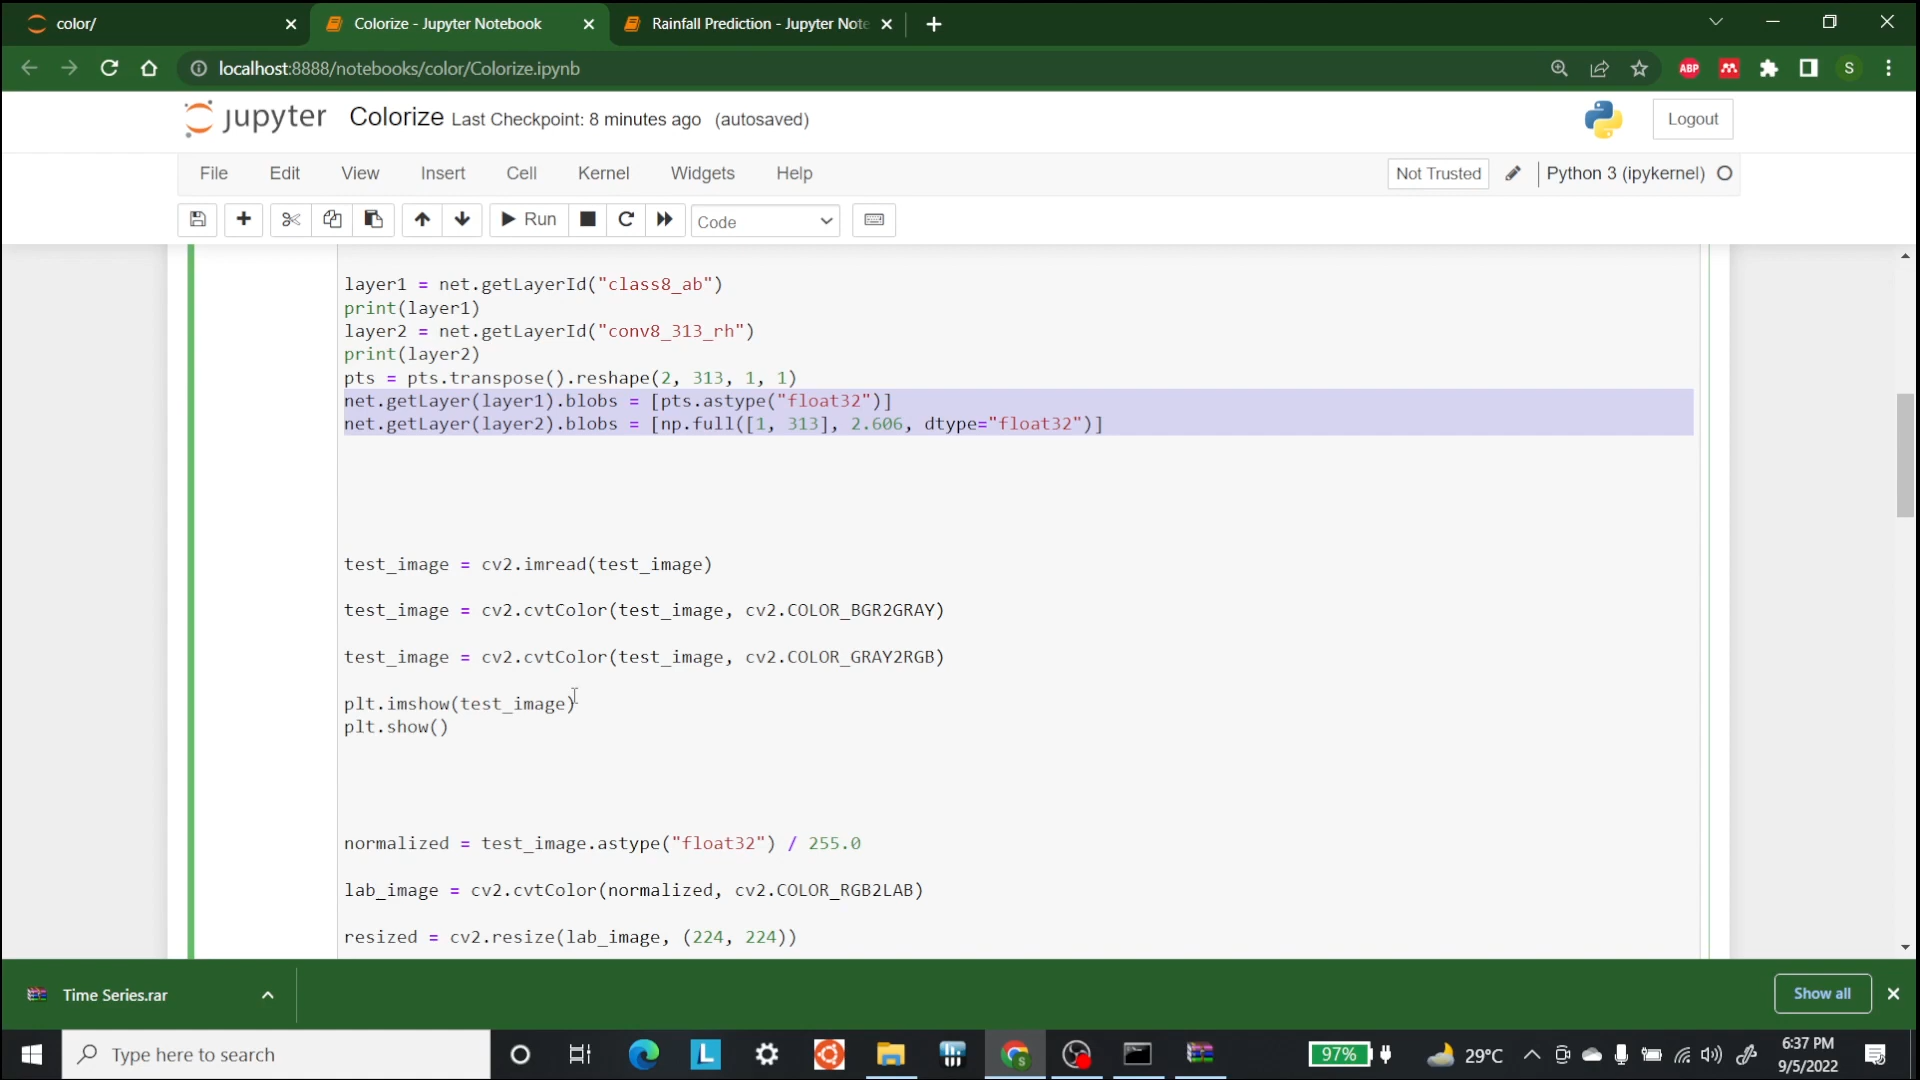 color/
Colorize - Jupyter Notebook
Rainfall Prediction - Jupyter Note
localhost:8888/notebooks/color/Colorize.ipynb
ABP
S
jupyter
Colorize Last Checkpoint: 8 minutes ago (autosaved)
Logout
File Edit View Insert Cell Kernel Widgets Help
Not Trusted
Python 3 (ipykernel)
Run
Code
layer1 = net.getLayerId("class8_ab")
print(layer1)
layer2 = net.getLayerId("conv8_313_rh")
print(layer2)
pts = pts.transpose().reshape(2, 313, 1, 1)
net.getLayer(layer1).blobs = [pts.astype("float32")]
net.getLayer(layer2).blobs = [np.full([1, 313], 2.606, dtype="float32")]
test_image = cv2.imread(test_image)
test_image = cv2.cvtColor(test_image, cv2.COLOR_BGR2GRAY)
test_image = cv2.cvtColor(test_image, cv2.COLOR_GRAY2RGB)
plt.imshow(test_image)
plt.show()
normalized = test_image.astype("float32") / 255.0
lab_image = cv2.cvtColor(normalized, cv2.COLOR_RGB2LAB)
resized = cv2.resize(lab_image, (224, 224))
Time Series.rar
Show all
Type here to search
L
97%
29°C
6:37 PM
9/5/2022